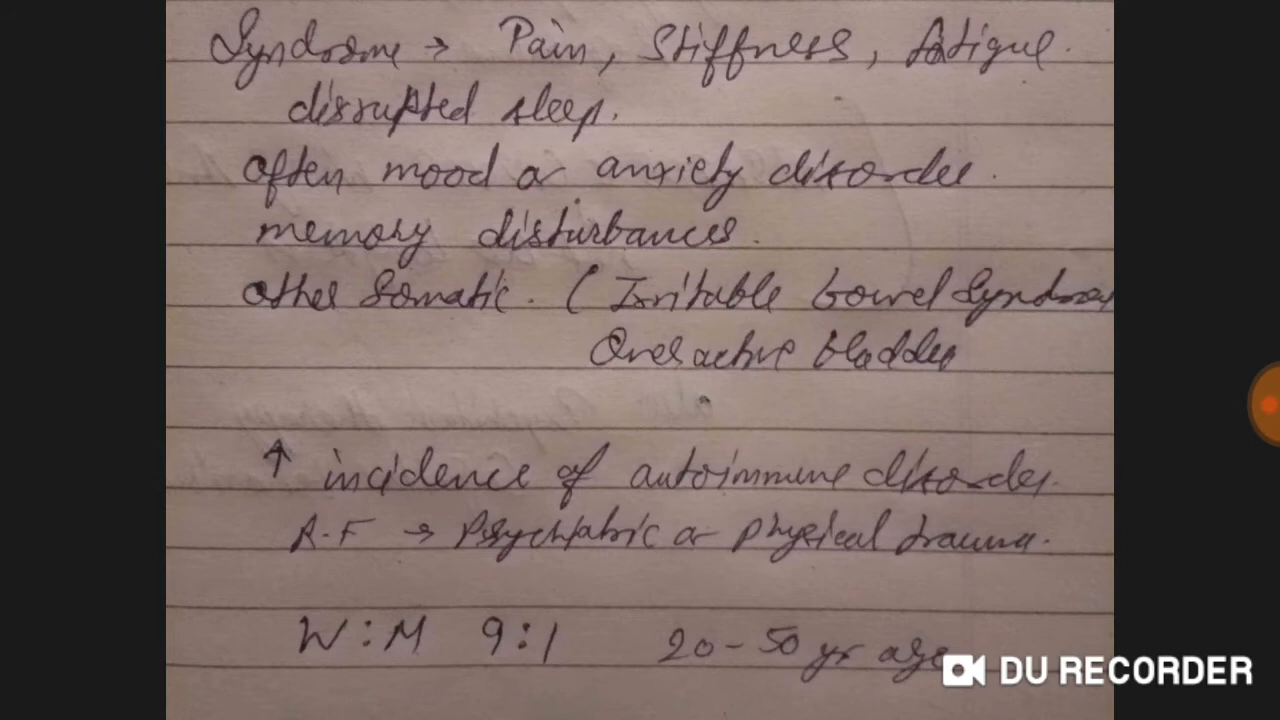 Syndrome → Pain, Stiffness, fatigue.
disrupted sleep.
often mood or anxiety disorder.
memory disturbances.
other Somatic. ( Irritable bowel Syndrom
Overactive bladder
↑ incidence of autoimmune disorder.
R.F → Psychiatric or physical trauma.
W:M 9:1 20-50 yr age
DU RECORDER